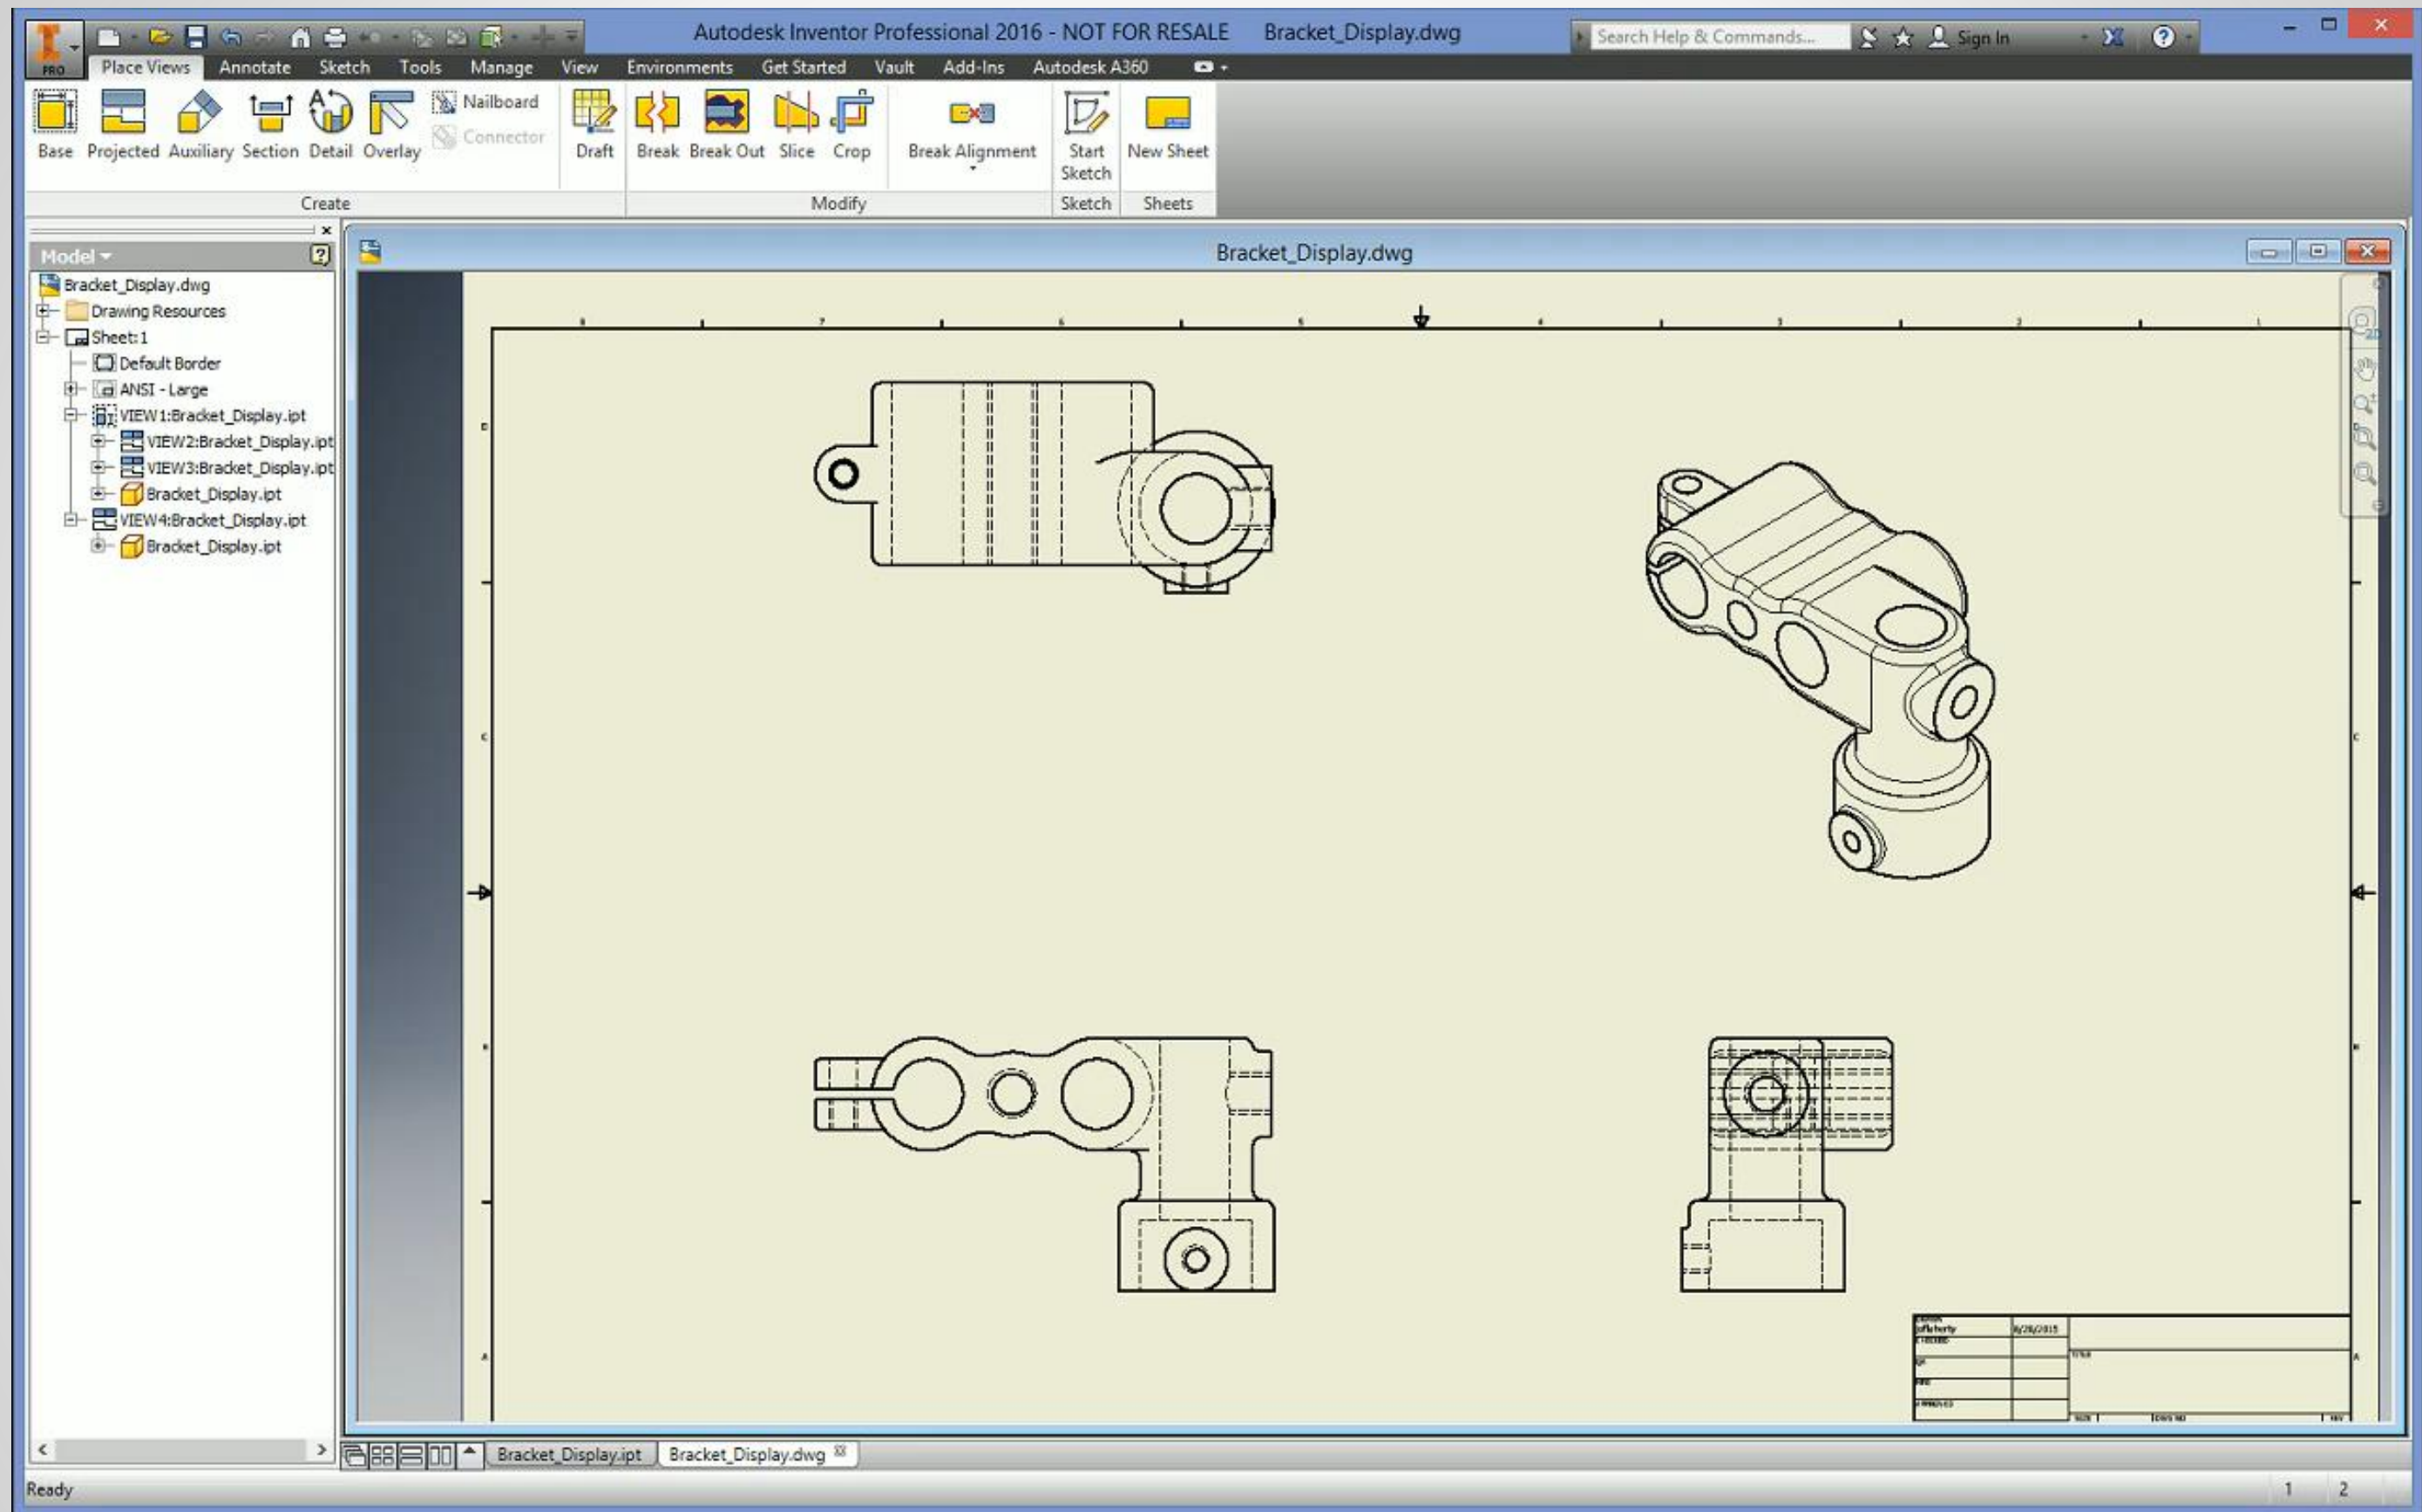 Autodesk Inventor Professional 2016 - NOT FOR RESALE Bracket_Display.dwg
Search Help & Commands...
Sign In
PRO
Place Views Annotate Sketch Tools Manage View Environments Get Started Vault Add-Ins Autodesk A360
Base Projected Auxiliary Section Detail Overlay
Nailboard
Connector
Draft Break Break Out Slice Crop Break Alignment
Start Sketch
New Sheet
Create Modify Sketch Sheets
Model
Bracket_Display.dwg
Bracket_Display.dwg
Drawing Resources
Sheet:1
Default Border
ANSI - Large
VIEW1:Bracket_Display.ipt
VIEW2:Bracket_Display.ipt
VIEW3:Bracket_Display.ipt
Bracket_Display.ipt
VIEW4:Bracket_Display.ipt
Bracket_Display.ipt
8/28/2015
TITLE
Bracket_Display.ipt Bracket_Display.dwg
Ready
1 2